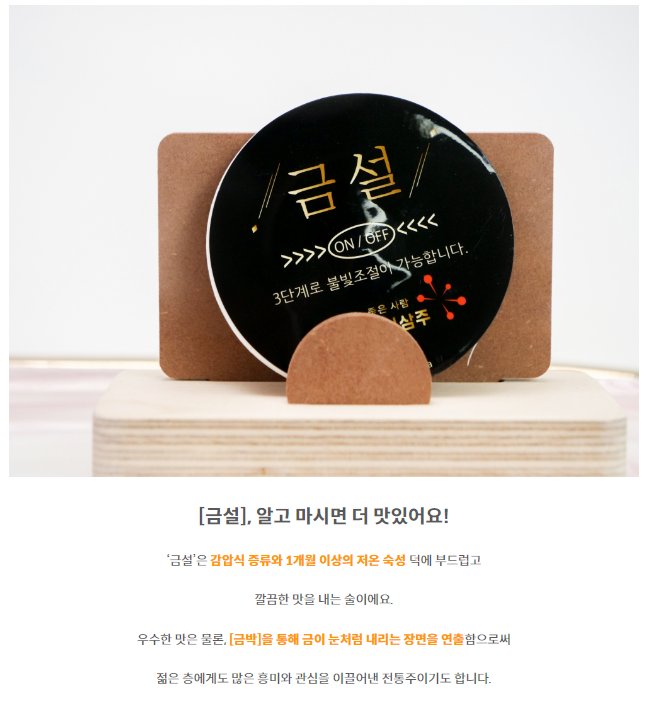 금설
>>>> ON / OFF <<<<
3단계로 불빛조절이 가능합니다.
좋은 사람
삼주
[금설], 알고 마시면 더 맛있어요!
‘금설’은 감압식 증류와 1개월 이상의 저온 숙성 덕에 부드럽고
깔끔한 맛을 내는 술이에요.
우수한 맛은 물론, [금박]을 통해 금이 눈처럼 내리는 장면을 연출함으로써
젊은 층에게도 많은 흥미와 관심을 이끌어낸 전통주이기도 합니다.